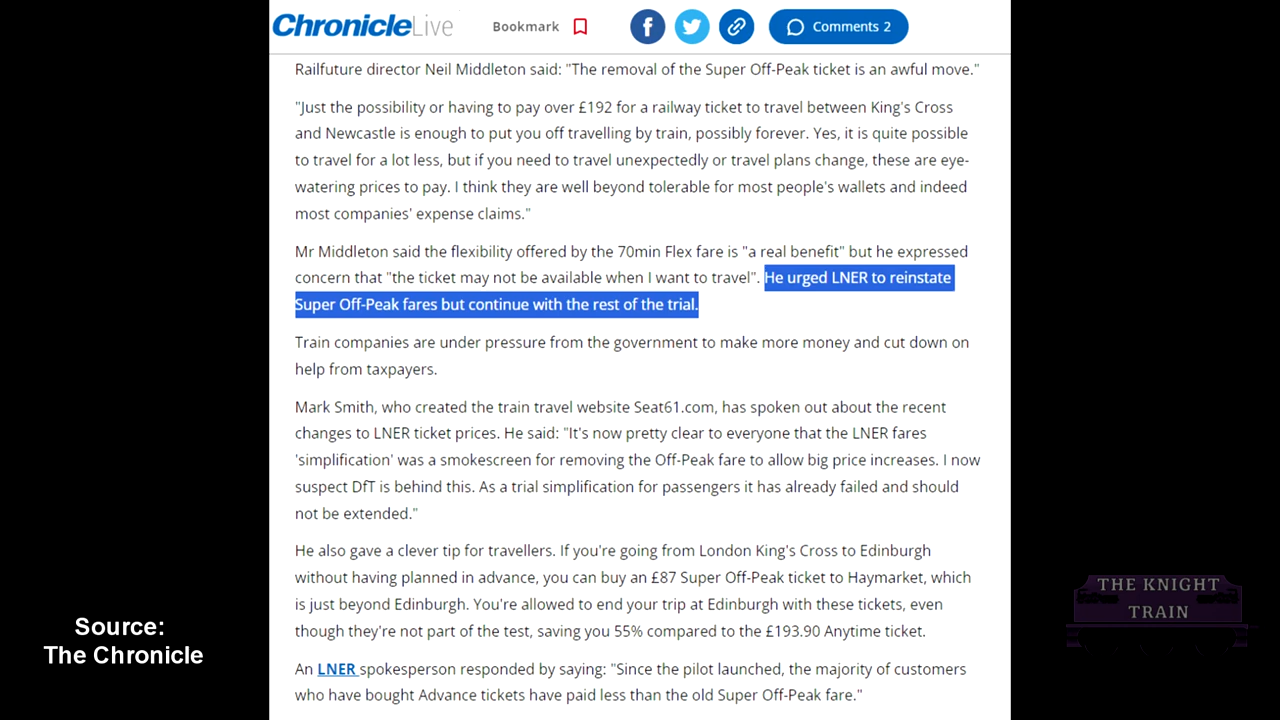 ChronicleLive
Bookmark
Comments 2
Railfuture director Neil Middleton said: "The removal of the Super Off-Peak ticket is an awful move."
"Just the possibility or having to pay over £192 for a railway ticket to travel between King's Cross
and Newcastle is enough to put you off travelling by train, possibly forever. Yes, it is quite possible
to travel for a lot less, but if you need to travel unexpectedly or travel plans change, these are eye-
watering prices to pay. I think they are well beyond tolerable for most people's wallets and indeed
most companies' expense claims."
Mr Middleton said the flexibility offered by the 70min Flex fare is "a real benefit" but he expressed
concern that "the ticket may not be available when I want to travel". He urged LNER to reinstate
Super Off-Peak fares but continue with the rest of the trial.
Train companies are under pressure from the government to make more money and cut down on
help from taxpayers.
Mark Smith, who created the train travel website Seat61.com, has spoken out about the recent
changes to LNER ticket prices. He said: "It's now pretty clear to everyone that the LNER fares
'simplification' was a smokescreen for removing the Off-Peak fare to allow big price increases. I now
suspect DfT is behind this. As a trial simplification for passengers it has already failed and should
not be extended."
He also gave a clever tip for travellers. If you're going from London King's Cross to Edinburgh
without having planned in advance, you can buy an £87 Super Off-Peak ticket to Haymarket, which
is just beyond Edinburgh. You're allowed to end your trip at Edinburgh with these tickets, even
though they're not part of the test, saving you 55% compared to the £193.90 Anytime ticket.
An LNER spokesperson responded by saying: "Since the pilot launched, the majority of customers
who have bought Advance tickets have paid less than the old Super Off-Peak fare."
Source:
The Chronicle
THE KNIGHT
TRAIN